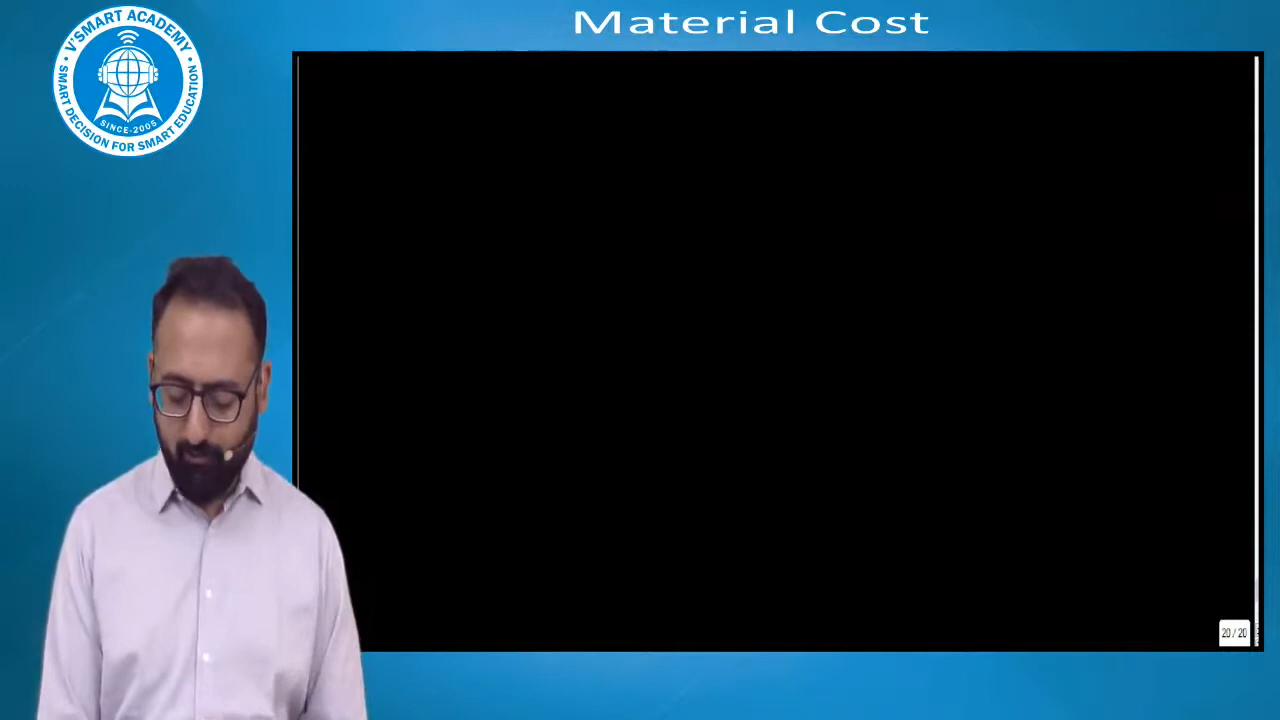 Material Cost
V'SMART ACADEMY
SMART DECISION FOR SMART EDUCATION
SINCE-2005
20 / 20